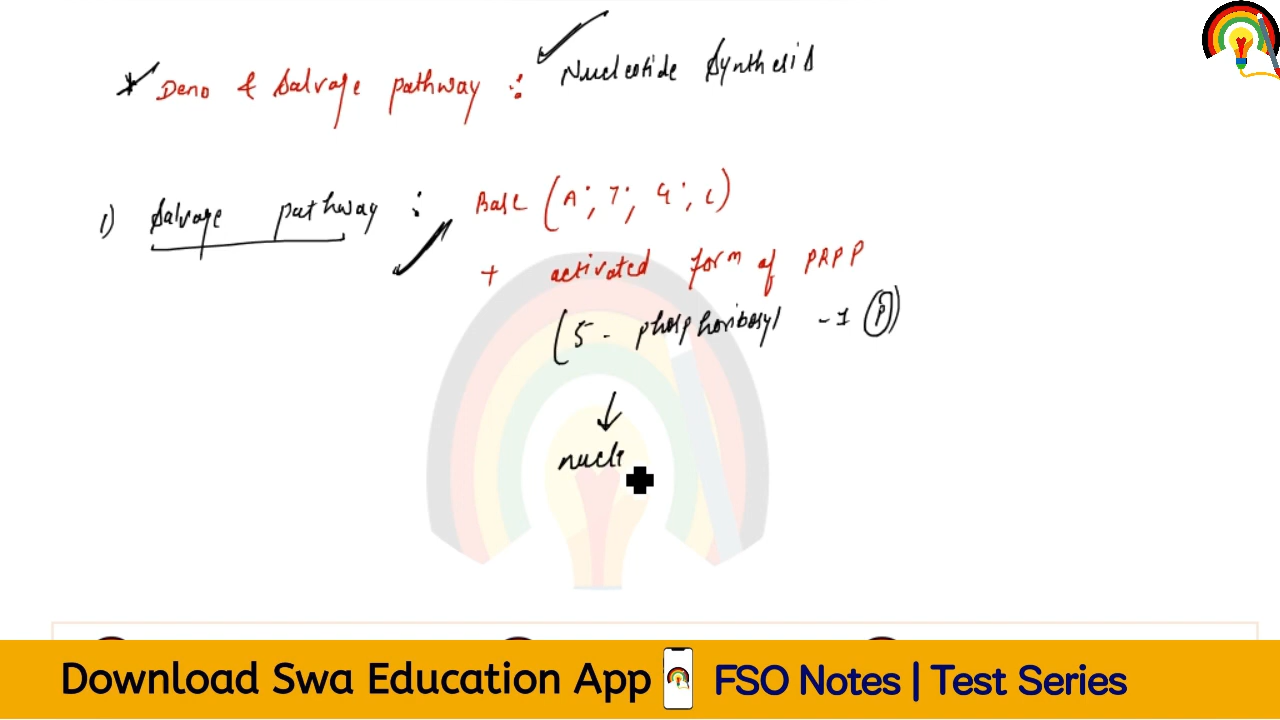 * Deno & Salvage pathway : Nucleotide Synthesis
1) Salvage pathway : Base (A; T; G; C)
+ activated form of PRPP
(5 - phosphoribosyl - 1 (P))
↓
nucle
Download Swa Education App FSO Notes | Test Series